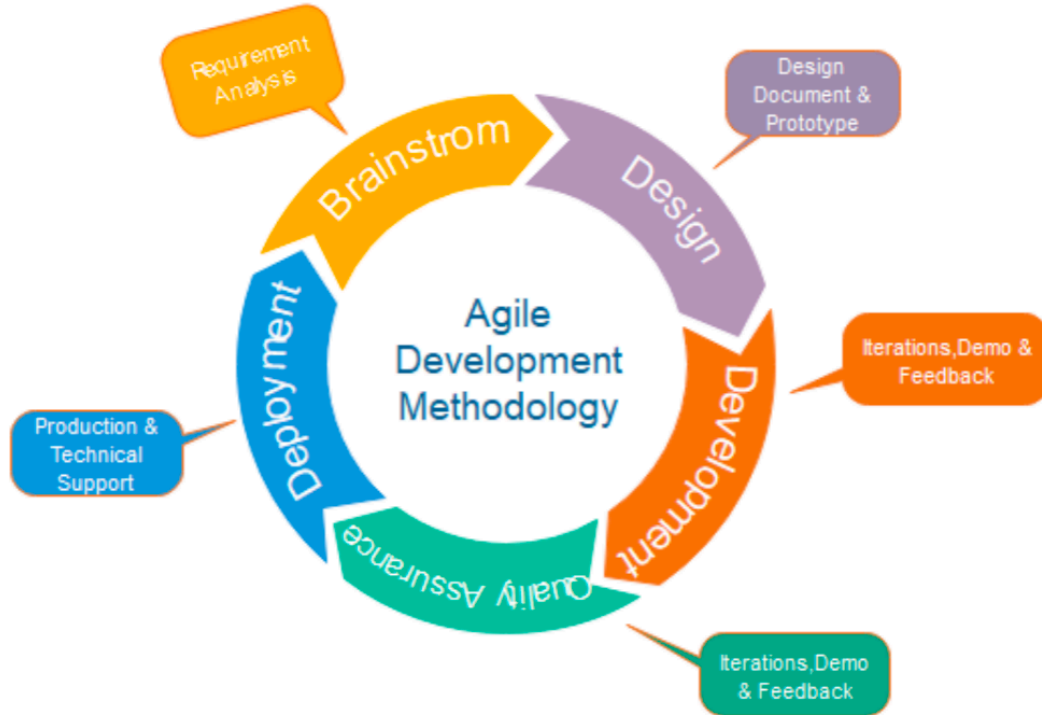 Requirement
Analysis
Brainstrom
Design
Document &
Prototype
Design
Agile
Development
Methodology
Iterations,Demo &
Feedback
Development
Production &
Technical
Support
Deployment
Quality Assurance
Iterations,Demo
& Feedback